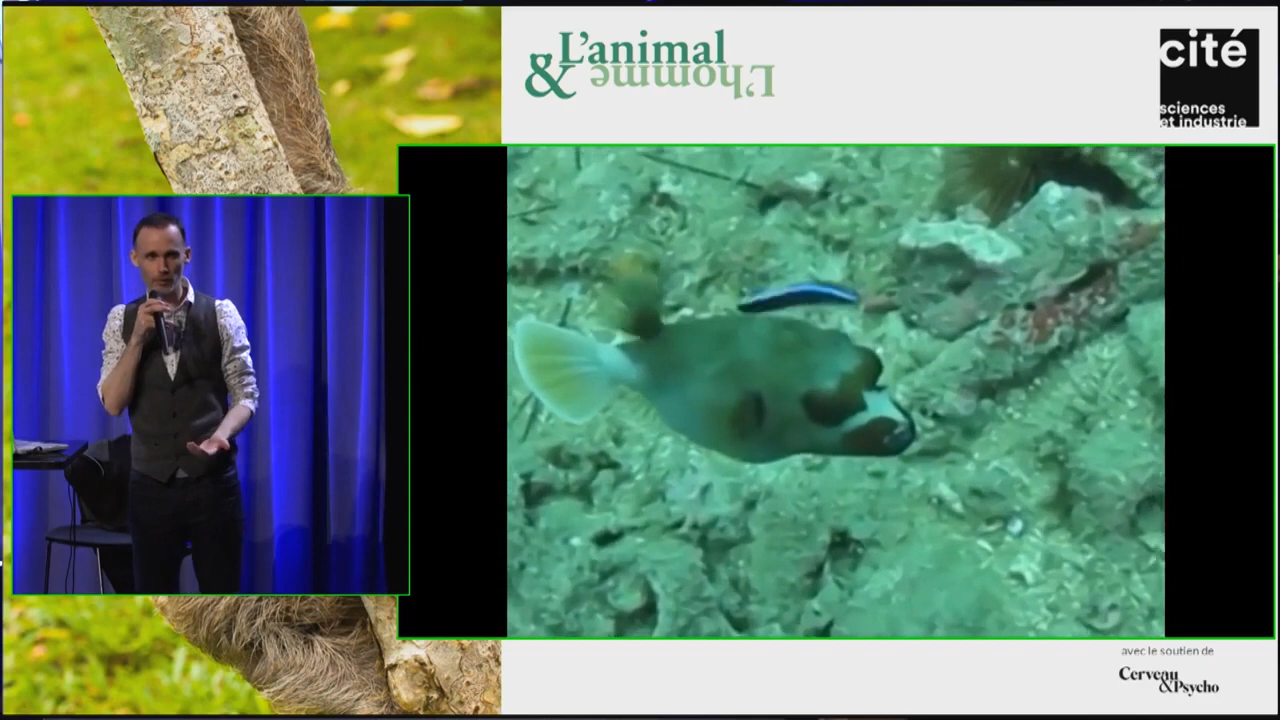 L'animal
& L'homme
cité
sciences
et industrie
avec le soutien de
Cerveau
&Psycho